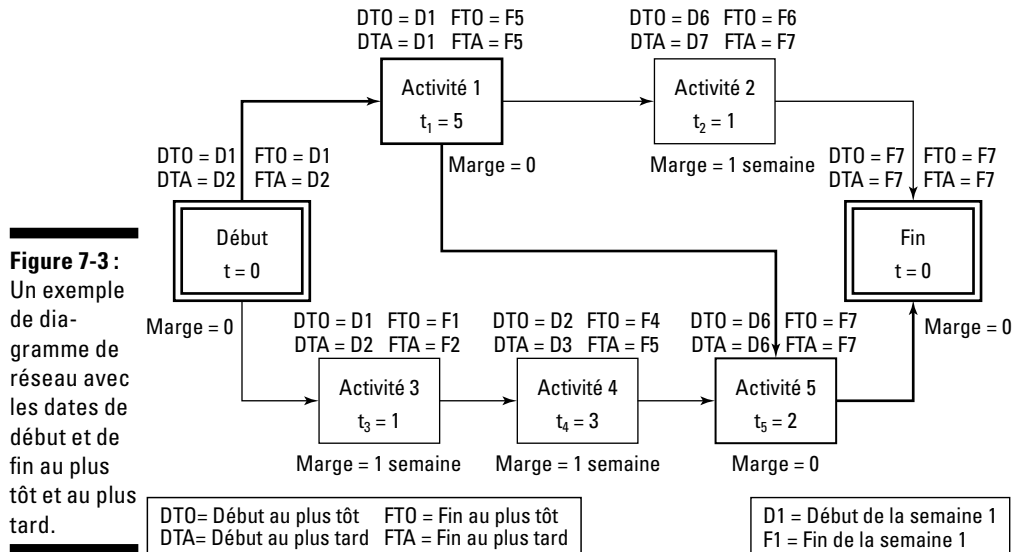 DTO = D1 FTO = F5
DTA = D1 FTA = F5
DTO = D6 FTO = F6
DTA = D7 FTA = F7
Activité 1
t₁ = 5
Activité 2
t₂ = 1
DTO = D1 FTO = D1
DTA = D2 FTA = D2
Marge = 0
Marge = 1 semaine
DTO = F7 FTO = F7
DTA = F7 FTA = F7
Début
t = 0
Fin
t = 0
Marge = 0
DTO = D1 FTO = F1
DTA = D2 FTA = F2
DTO = D2 FTO = F4
DTA = D3 FTA = F5
DTO = D6 FTO = F7
DTA = D6 FTA = F7
Marge = 0
Activité 3
t₃ = 1
Activité 4
t₄ = 3
Activité 5
t₅ = 2
Marge = 1 semaine
Marge = 1 semaine
Marge = 0
Figure 7-3 :
Un exemple
de dia-
gramme de
réseau avec
les dates de
début et de
fin au plus
tôt et au plus
tard.
DTO= Début au plus tôt FTO = Fin au plus tôt
DTA= Début au plus tard FTA = Fin au plus tard
D1 = Début de la semaine 1
F1 = Fin de la semaine 1